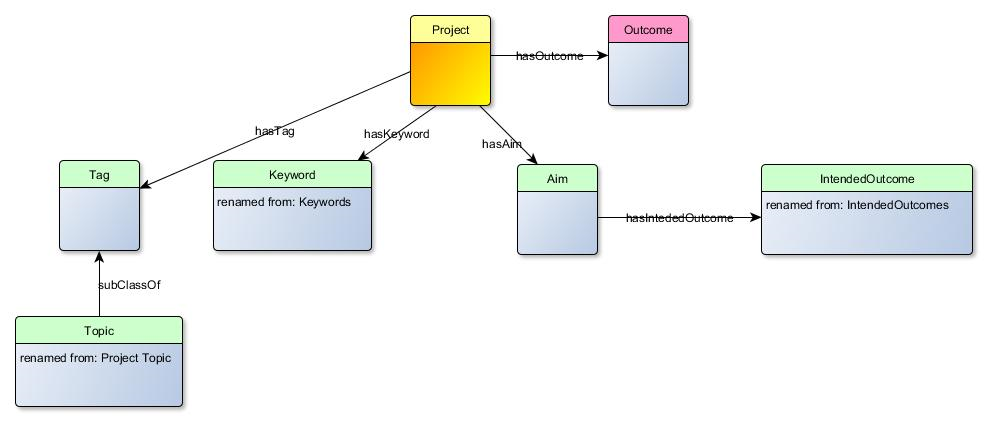 Project
Outcome
hasOutcome
hasTag
hasKeyword
hasAim
Tag
Keyword
renamed from: Keywords
Aim
IntendedOutcome
renamed from: IntendedOutcomes
hasIntededOutcome
subClassOf
Topic
renamed from: Project Topic